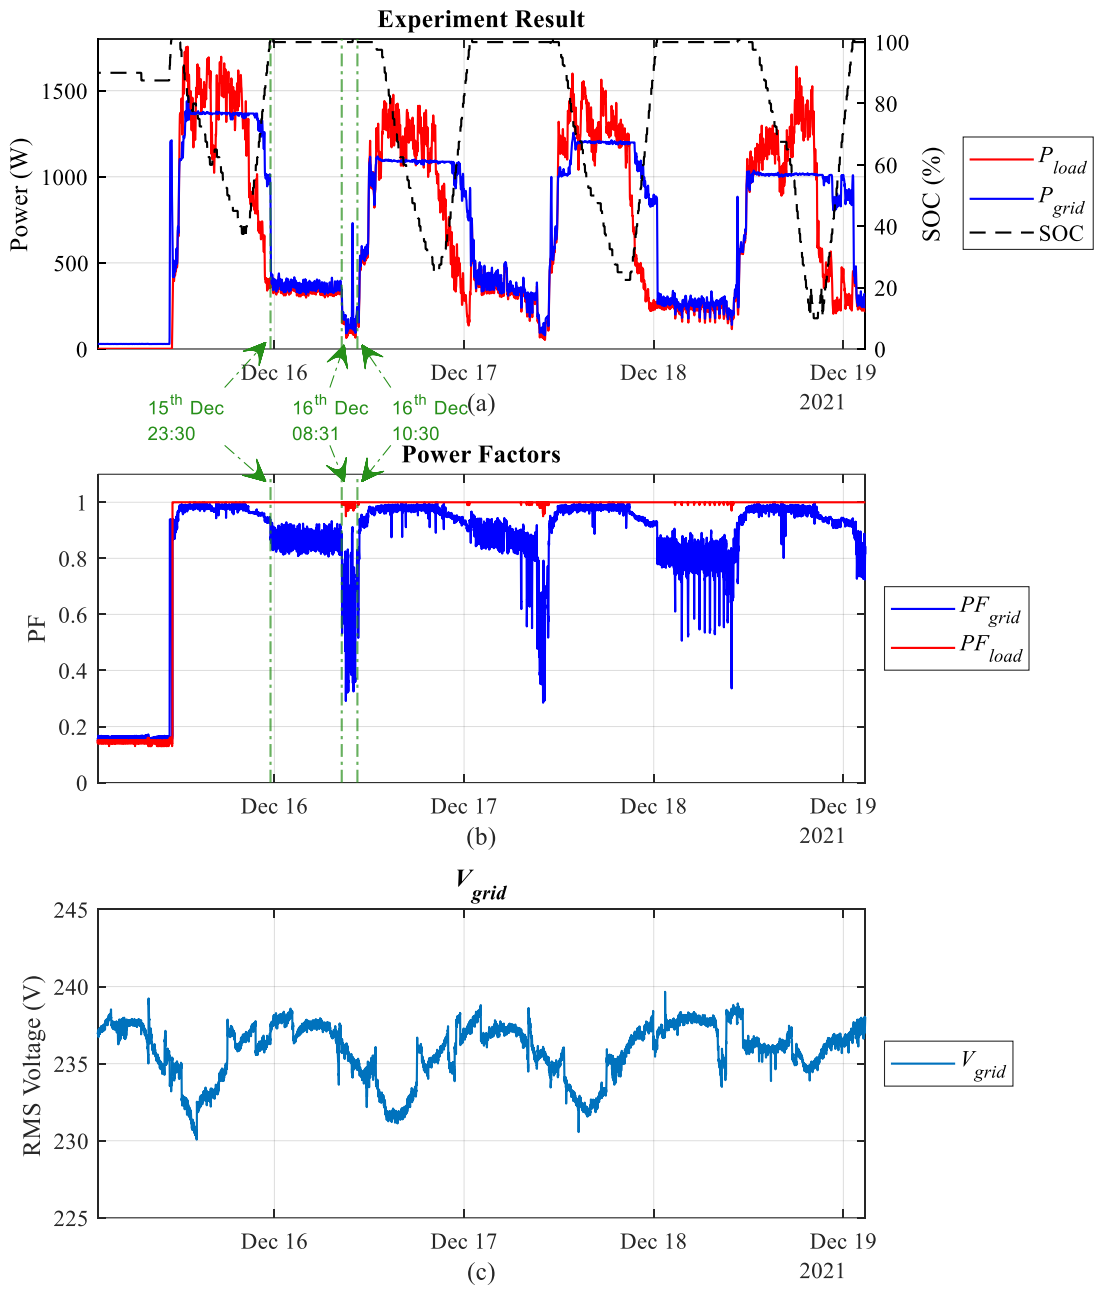 Experiment Result
Power (W)
1500
1000
500
0
100
80
60
40
20
0
SOC (%)
P_load
P_grid
SOC
Dec 16
Dec 17
Dec 18
Dec 19
2021
(a)
15th Dec
23:30
16th Dec
08:31
16th Dec
10:30
Power Factors
PF
1
0.8
0.6
0.4
0.2
0
PF_grid
PF_load
Dec 16
Dec 17
Dec 18
Dec 19
2021
(b)
V_grid
RMS Voltage (V)
245
240
235
230
225
V_grid
Dec 16
Dec 17
Dec 18
Dec 19
2021
(c)